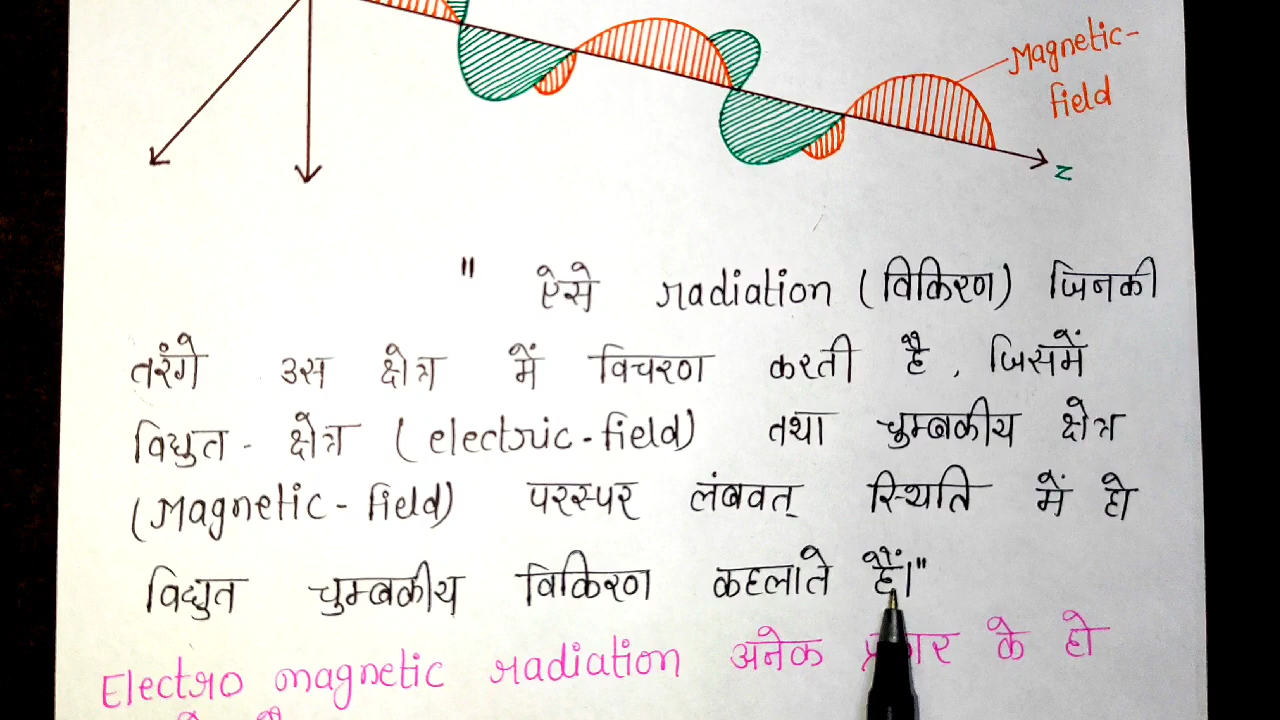 Magnetic-
field
z
" ऐसे radiation (विकिरण) जिनकी
तरंगे उस क्षेत्र में विचरण करती है , जिसमें
विद्युत - क्षेत्र ( electric-field) तथा चुम्बकीय क्षेत्र
(Magnetic - field) परस्पर लंबवत् स्थिति में हो
विद्युत चुम्बकीय विकिरण कहलाते हैं।"
Electro magnetic radiation अनेक प्रकार के हो